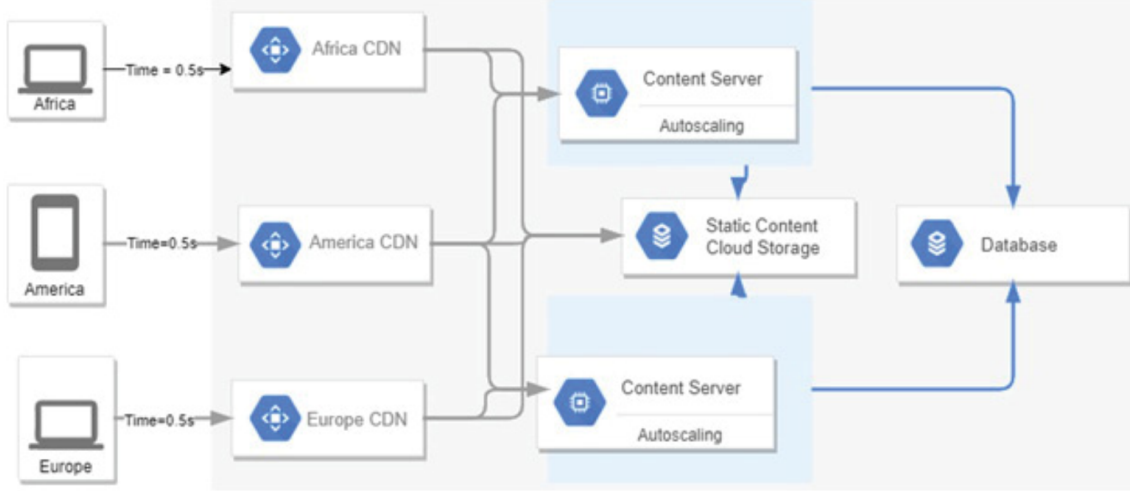 Africa
Time = 0.5s
Africa CDN
Content Server
Autoscaling
America
Time=0.5s
America CDN
Static Content
Cloud Storage
Database
Europe
Time=0.5s
Europe CDN
Content Server
Autoscaling